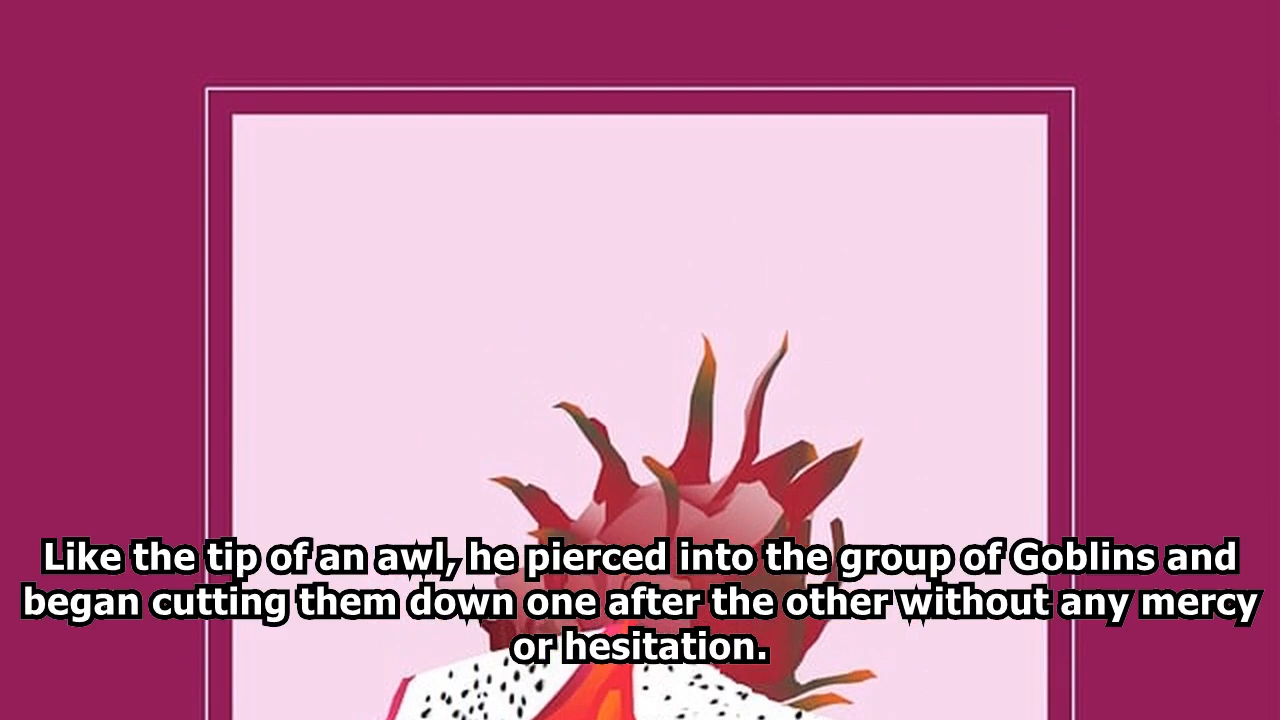 Like the tip of an awl, he pierced into the group of Goblins and
began cutting them down one after the other without any mercy
or hesitation.